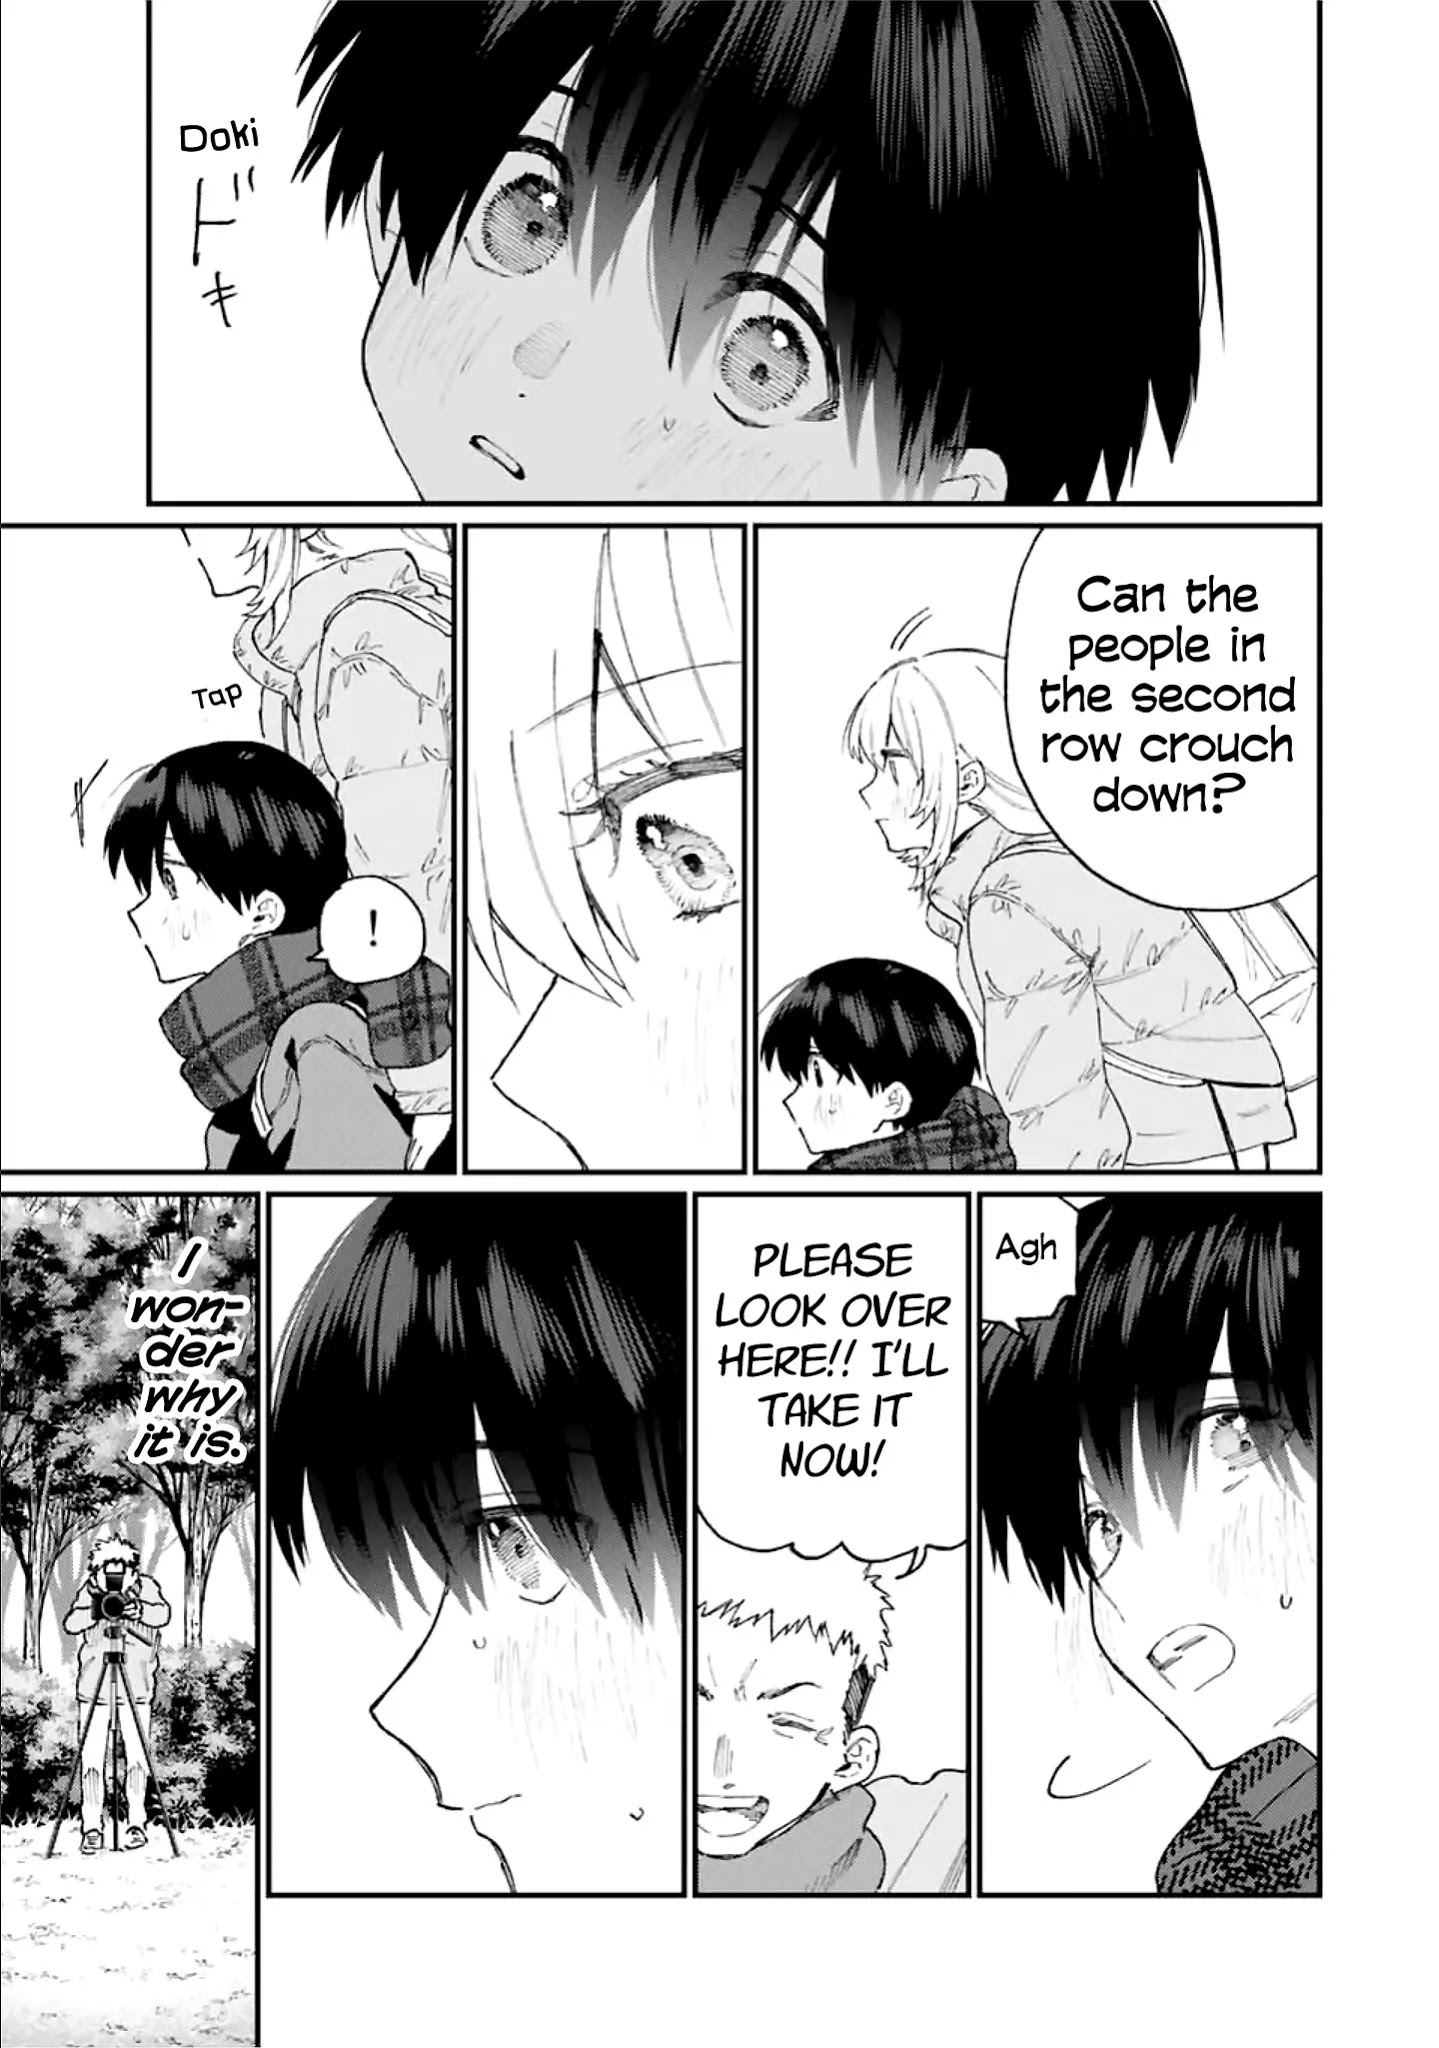 Doki
ドキ
Can the
people in
the second
row crouch
down?
Tap
!
Agh
PLEASE
LOOK OVER
HERE!! I'LL
TAKE IT
NOW!
I
won-
der
why
it is.